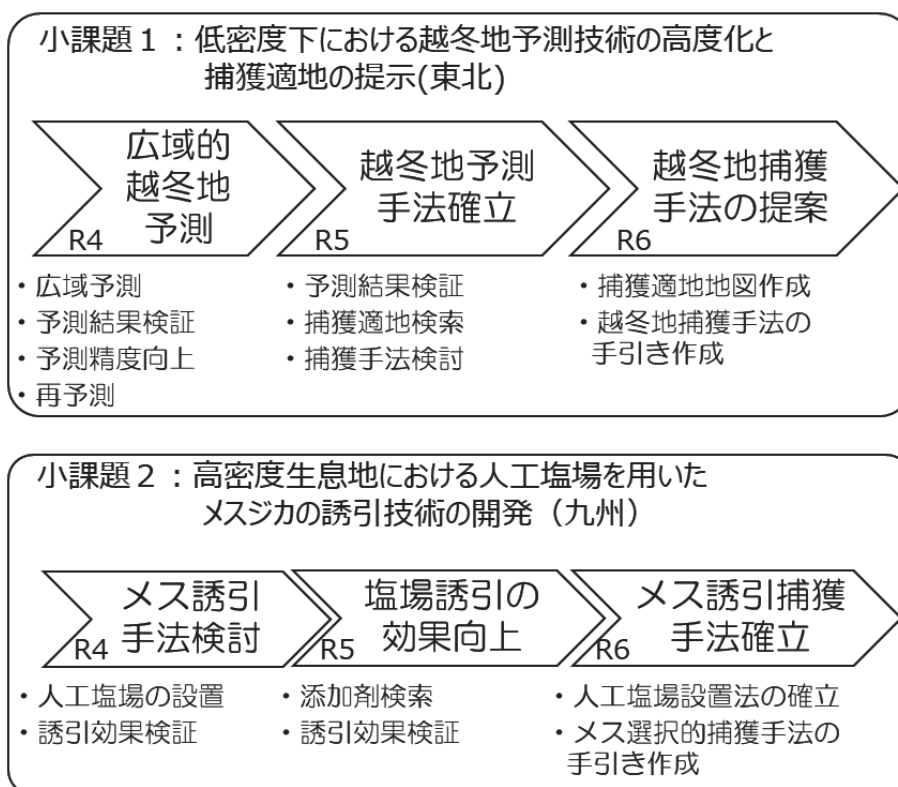 小課題１：低密度下における越冬地予測技術の高度化と
捕獲適地の提示(東北)
広域的
越冬地
予測
R4
越冬地予測
手法確立
R5
越冬地捕獲
手法の提案
R6
・広域予測
・予測結果検証
・予測精度向上
・再予測
・予測結果検証
・捕獲適地検索
・捕獲手法検討
・捕獲適地地図作成
・越冬地捕獲手法の
手引き作成
小課題２：高密度生息地における人工塩場を用いた
メスジカの誘引技術の開発（九州）
メス誘引
手法検討
R4
塩場誘引の
効果向上
R5
メス誘引捕獲
手法確立
R6
・人工塩場の設置
・誘引効果検証
・添加剤検索
・誘引効果検証
・人工塩場設置法の確立
・メス選択的捕獲手法の
手引き作成